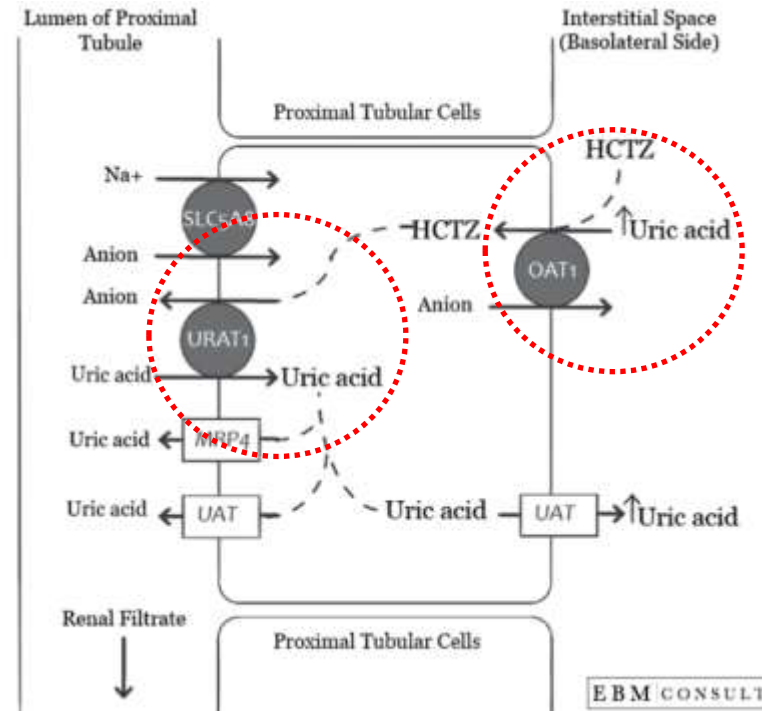 Lumen of Proximal
Tubule
Interstitial Space
(Basolateral Side)
Proximal Tubular Cells
HCTZ
Na+
SLC5A8
HCTZ
↑Uric acid
Anion
OAT1
Anion
Anion
URAT1
Uric acid
Uric acid
Uric acid
MRP4
Uric acid
UAT
Uric acid
UAT
↑Uric acid
Renal Filtrate
Proximal Tubular Cells
EBM CONSULT